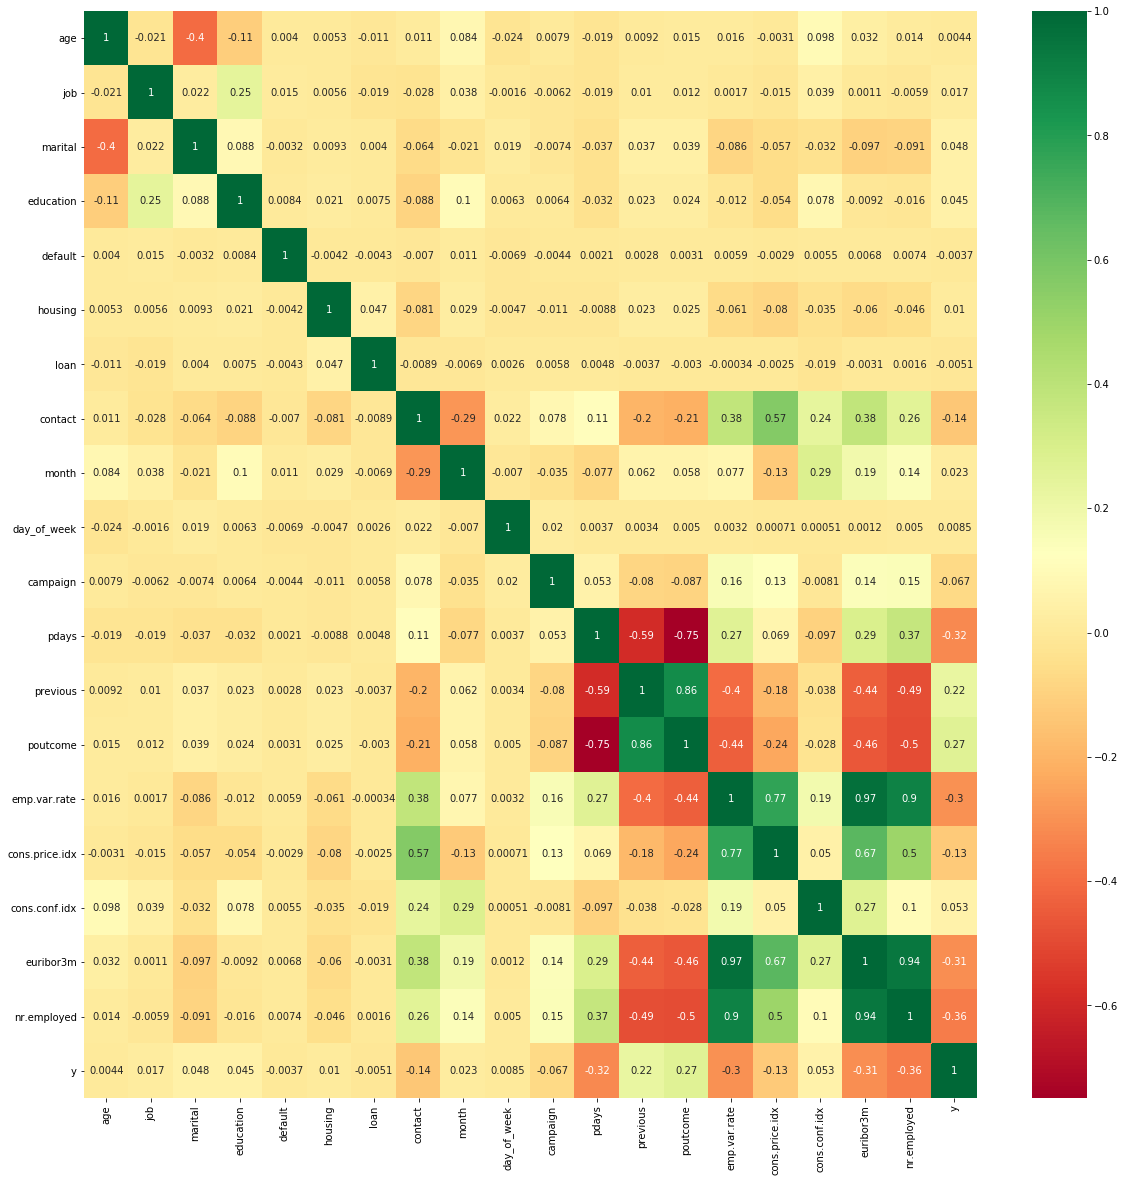 age 1 -0.021 -0.4 -0.11 0.004 0.0053 -0.011 0.011 0.084 -0.024 0.0079 -0.019 0.0092 0.015 0.016 -0.0031 0.098 0.032 0.014 0.0044
job -0.021 1 0.022 0.25 0.015 0.0056 -0.019 -0.028 0.038 -0.0016 -0.0062 -0.019 0.01 0.012 0.0017 -0.015 0.039 0.0011 -0.0059 0.017
marital -0.4 0.022 1 0.088 -0.0032 0.0093 0.004 -0.064 -0.021 0.019 -0.0074 -0.037 0.037 0.039 -0.086 -0.057 -0.032 -0.097 -0.091 0.048
education -0.11 0.25 0.088 1 0.0084 0.021 0.0075 -0.088 0.1 0.0063 0.0064 -0.032 0.023 0.024 -0.012 -0.054 0.078 -0.0092 -0.016 0.045
default 0.004 0.015 -0.0032 0.0084 1 -0.0042 -0.0043 -0.007 0.011 -0.0069 -0.0044 0.0021 0.0028 0.0031 0.0059 -0.0029 0.0055 0.0068 0.0074 -0.0037
housing 0.0053 0.0056 0.0093 0.021 -0.0042 1 0.047 -0.081 0.029 -0.0047 -0.011 -0.0088 0.023 0.025 -0.061 -0.08 -0.035 -0.06 -0.046 0.01
loan -0.011 -0.019 0.004 0.0075 -0.0043 0.047 1 -0.0089 -0.0069 0.0026 0.0058 0.0048 -0.0037 -0.003 -0.00034 -0.0025 -0.019 -0.0031 0.0016 -0.0051
contact 0.011 -0.028 -0.064 -0.088 -0.007 -0.081 -0.0089 1 -0.29 0.022 0.078 0.11 -0.2 -0.21 0.38 0.57 0.24 0.38 0.26 -0.14
month 0.084 0.038 -0.021 0.1 0.011 0.029 -0.0069 -0.29 1 -0.007 -0.035 -0.077 0.062 0.058 0.077 -0.13 0.29 0.19 0.14 0.023
day_of_week -0.024 -0.0016 0.019 0.0063 -0.0069 -0.0047 0.0026 0.022 -0.007 1 0.02 0.0037 0.0034 0.005 0.0032 0.00071 0.00051 0.0012 0.005 0.0085
campaign 0.0079 -0.0062 -0.0074 0.0064 -0.0044 -0.011 0.0058 0.078 -0.035 0.02 1 0.053 -0.08 -0.087 0.16 0.13 -0.0081 0.14 0.15 -0.067
pdays -0.019 -0.019 -0.037 -0.032 0.0021 -0.0088 0.0048 0.11 -0.077 0.0037 0.053 1 -0.59 -0.75 0.27 0.069 -0.097 0.29 0.37 -0.32
previous 0.0092 0.01 0.037 0.023 0.0028 0.023 -0.0037 -0.2 0.062 0.0034 -0.08 -0.59 1 0.86 -0.4 -0.18 -0.038 -0.44 -0.49 0.22
poutcome 0.015 0.012 0.039 0.024 0.0031 0.025 -0.003 -0.21 0.058 0.005 -0.087 -0.75 0.86 1 -0.44 -0.24 -0.028 -0.46 -0.5 0.27
emp.var.rate 0.016 0.0017 -0.086 -0.012 0.0059 -0.061 -0.00034 0.38 0.077 0.0032 0.16 0.27 -0.4 -0.44 1 0.77 0.19 0.97 0.9 -0.3
cons.price.idx -0.0031 -0.015 -0.057 -0.054 -0.0029 -0.08 -0.0025 0.57 -0.13 0.00071 0.13 0.069 -0.18 -0.24 0.77 1 0.05 0.67 0.5 -0.13
cons.conf.idx 0.098 0.039 -0.032 0.078 0.0055 -0.035 -0.019 0.24 0.29 0.00051 -0.0081 -0.097 -0.038 -0.028 0.19 0.05 1 0.27 0.1 0.053
euribor3m 0.032 0.0011 -0.097 -0.0092 0.0068 -0.06 -0.0031 0.38 0.19 0.0012 0.14 0.29 -0.44 -0.46 0.97 0.67 0.27 1 0.94 -0.31
nr.employed 0.014 -0.0059 -0.091 -0.016 0.0074 -0.046 0.0016 0.26 0.14 0.005 0.15 0.37 -0.49 -0.5 0.9 0.5 0.1 0.94 1 -0.36
y 0.0044 0.017 0.048 0.045 -0.0037 0.01 -0.0051 -0.14 0.023 0.0085 -0.067 -0.32 0.22 0.27 -0.3 -0.13 0.053 -0.31 -0.36 1
age job marital education default housing loan contact month day_of_week campaign pdays previous poutcome emp.var.rate cons.price.idx cons.conf.idx euribor3m nr.employed y
1.0
0.8
0.6
0.4
0.2
0.0
−0.2
−0.4
−0.6